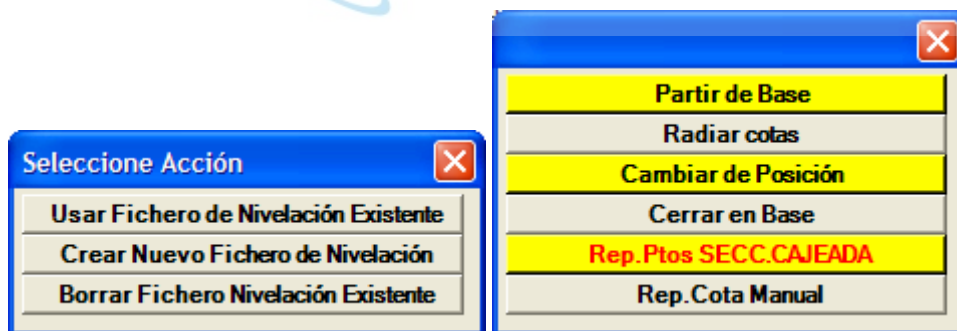 Seleccione Acción
Usar Fichero de Nivelación Existente
Crear Nuevo Fichero de Nivelación
Borrar Fichero Nivelación Existente
Partir de Base
Radiar cotas
Cambiar de Posición
Cerrar en Base
Rep.Ptos SECC.CAJEADA
Rep.Cota Manual